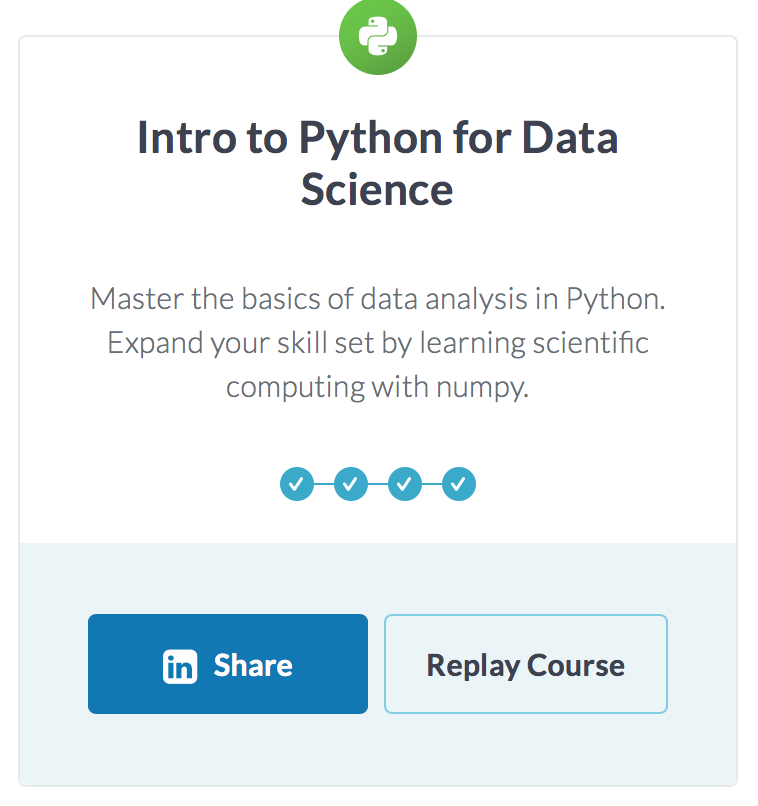 Intro to Python for Data
Science
Master the basics of data analysis in Python.
Expand your skill set by learning scientific
computing with numpy.
in Share
Replay Course